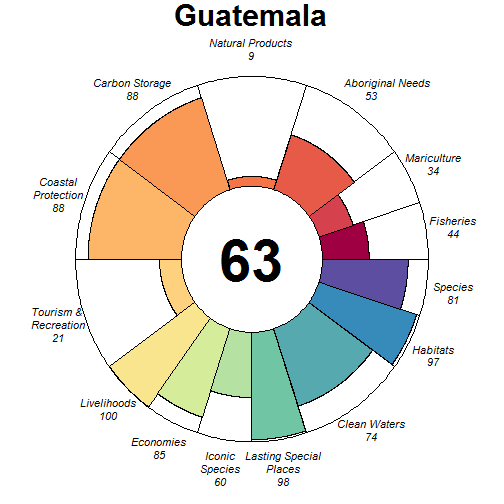 Guatemala
Natural Products
9
Carbon Storage
88
Aboriginal Needs
53
Mariculture
34
Coastal
Protection
88
Fisheries
44
63
Species
81
Tourism &
Recreation
21
Habitats
97
Livelihoods
100
Clean Waters
74
Economies
85
Iconic
Species
60
Lasting Special
Places
98